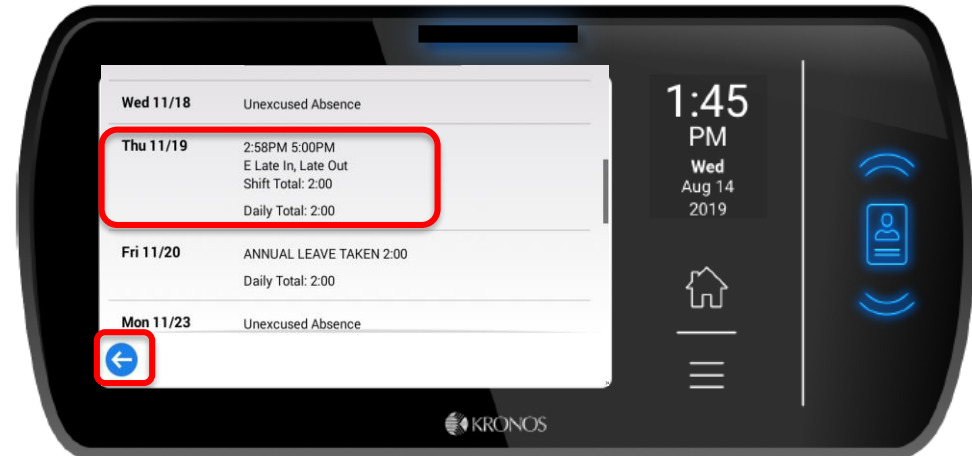 Wed 11/18 Unexcused Absence
Thu 11/19 2:58PM 5:00PM
E Late In, Late Out
Shift Total: 2:00
Daily Total: 2:00
Fri 11/20 ANNUAL LEAVE TAKEN 2:00
Daily Total: 2:00
Mon 11/23 Unexcused Absence
1:45
PM
Wed
Aug 14
2019
KRONOS